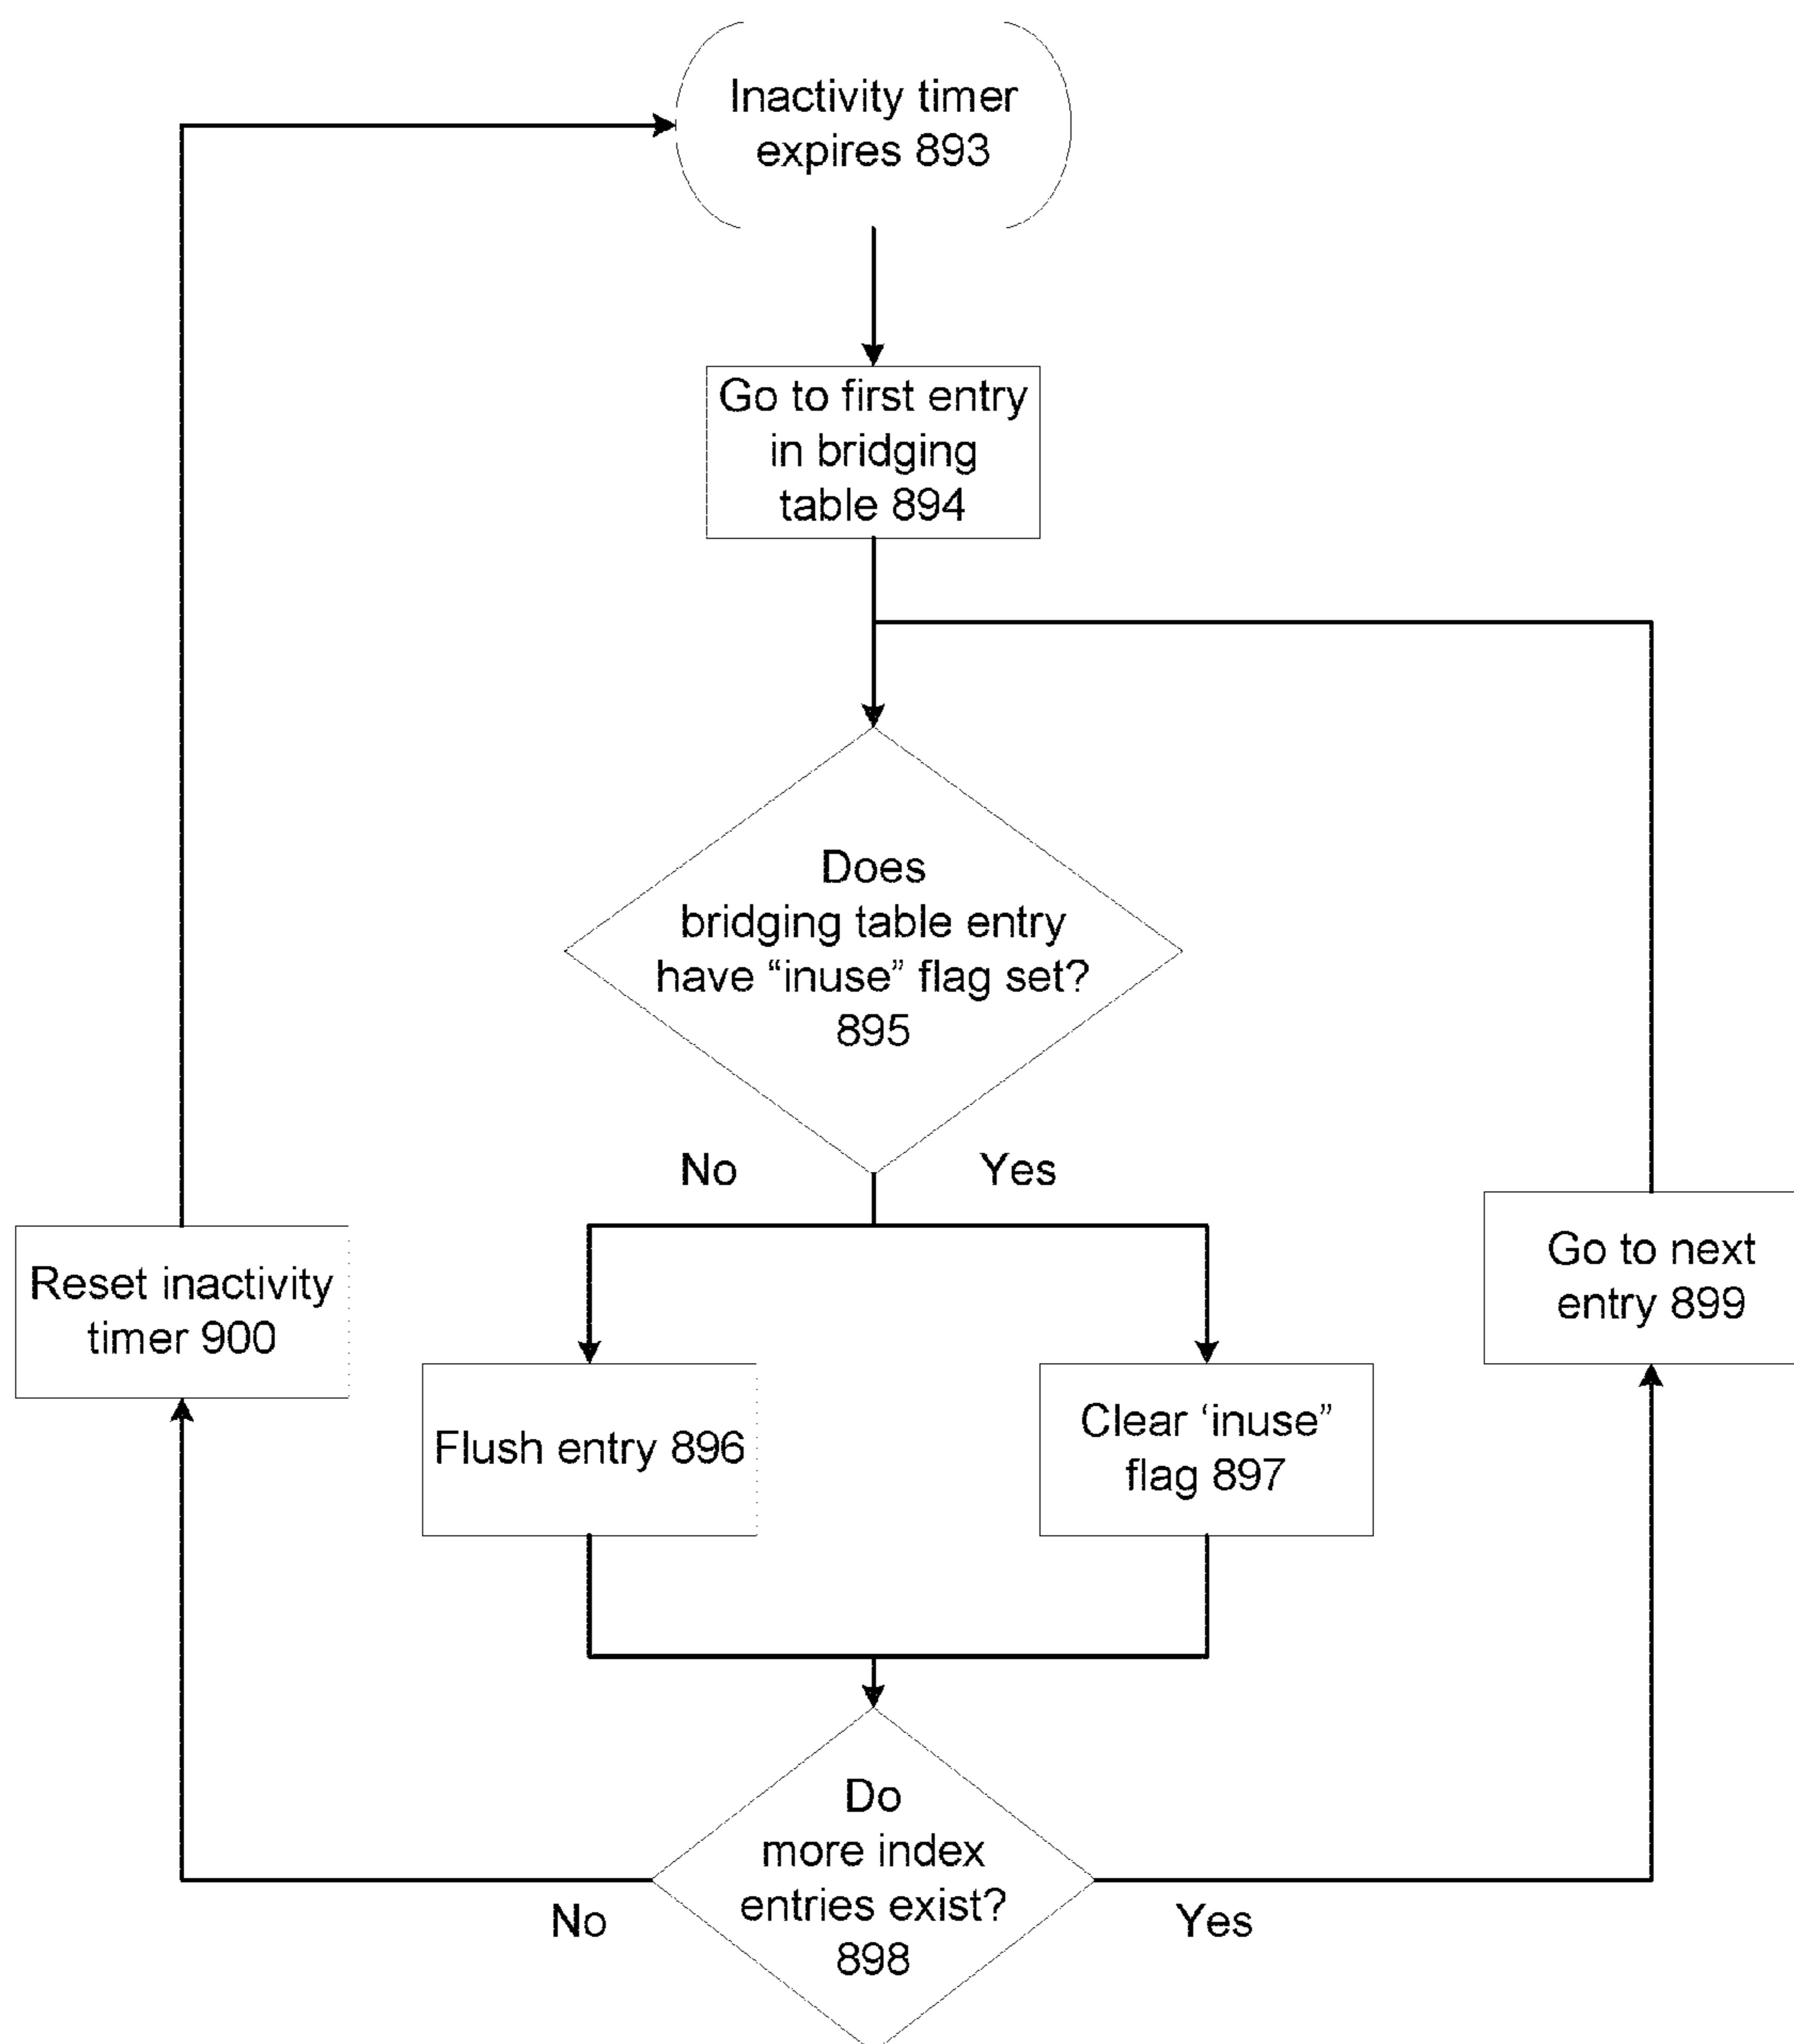 Inactivity timer
expires 893
Go to first entry
in bridging
table 894
Does
bridging table entry
have “inuse” flag set?
895
No
Yes
Reset inactivity
timer 900
Go to next
entry 899
Flush entry 896
Clear ‘inuse”
flag 897
Do
more index
entries exist?
898
No
Yes